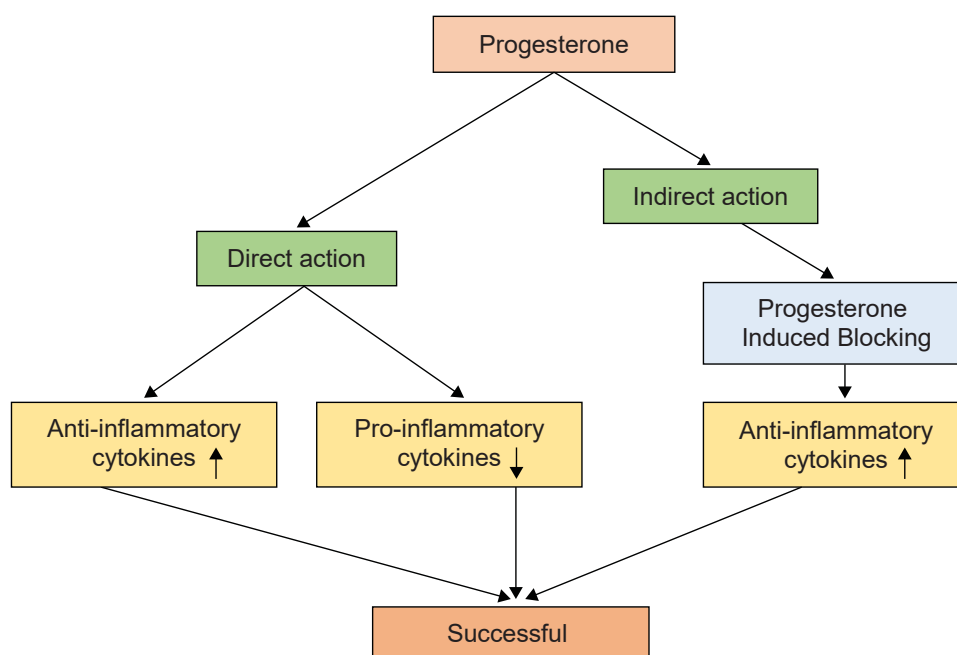 Progesterone
Indirect action
Direct action
Progesterone
Induced Blocking
Anti-inflammatory
cytokines
Pro-inflammatory
cytokines
Anti-inflammatory
cytokines
Successful